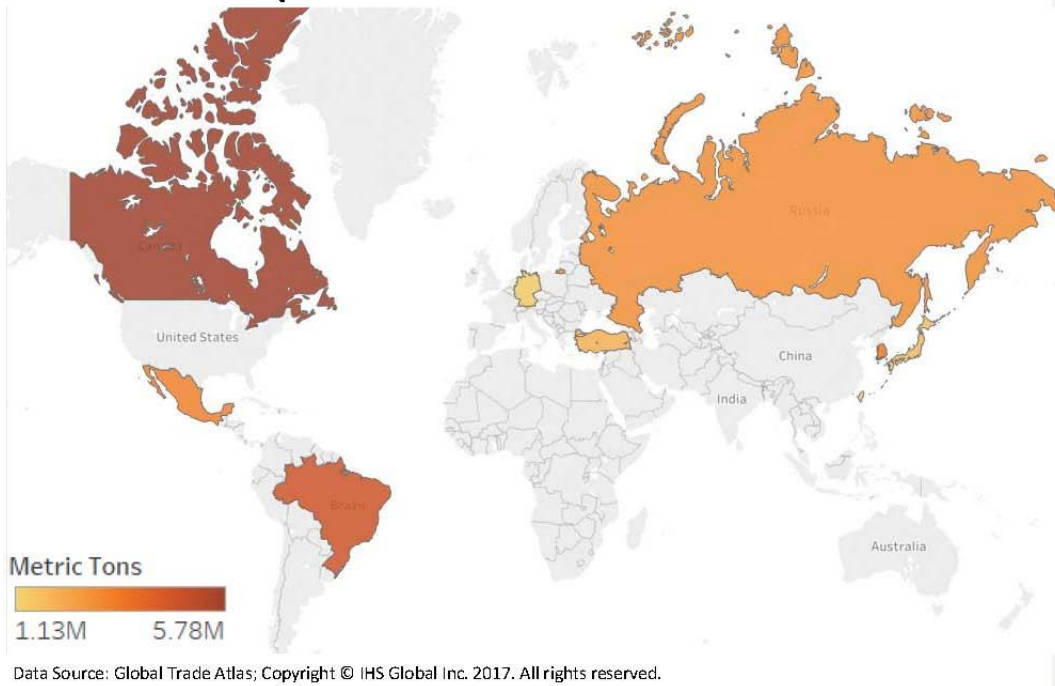 Russia
Canada
United States
China
India
Brazil
Australia
Metric Tons
1.13M 5.78M
Data Source: Global Trade Atlas; Copyright © IHS Global Inc. 2017. All rights reserved.